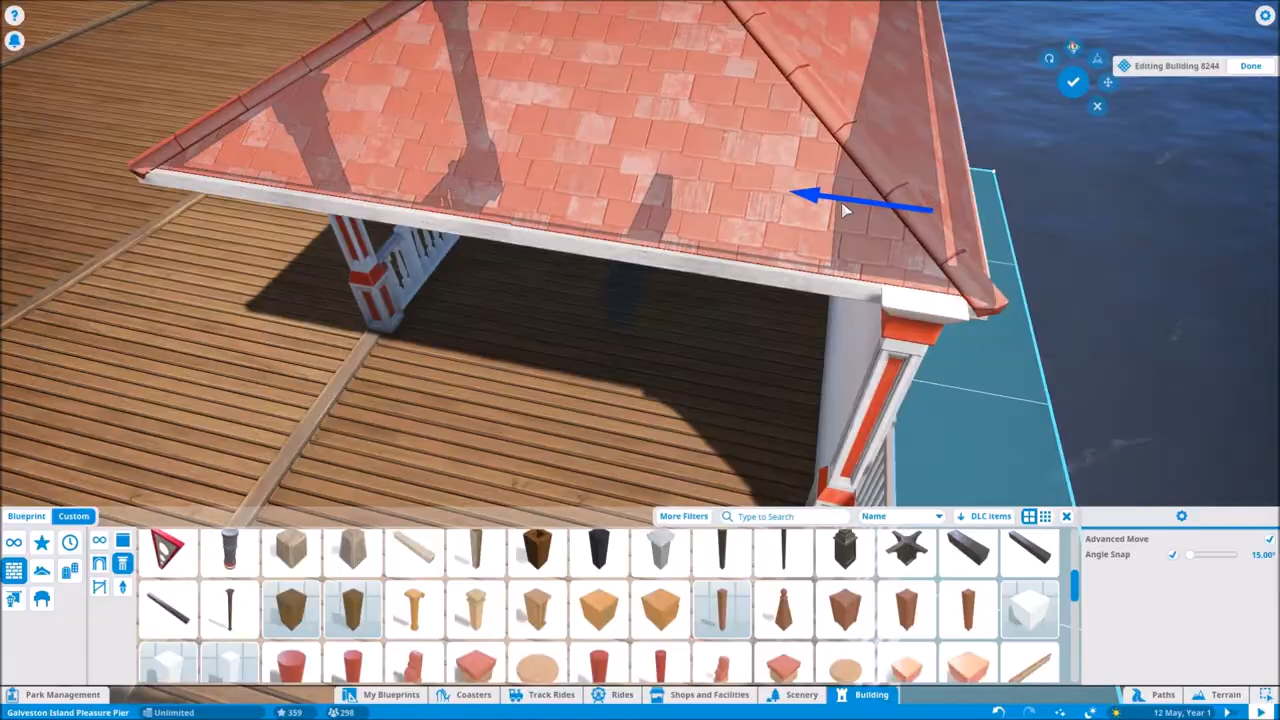 ?
Editing Building 8244 Done
Blueprint Custom
More Filters Type to Search Name DLC Items
Advanced Move
Angle Snap 15.00°
Park Management My Blueprints Coasters Track Rides Rides Shops and Facilities Scenery Building Paths Terrain
Galveston Island Pleasure Pier Unlimited 359 298 12 May, Year 1